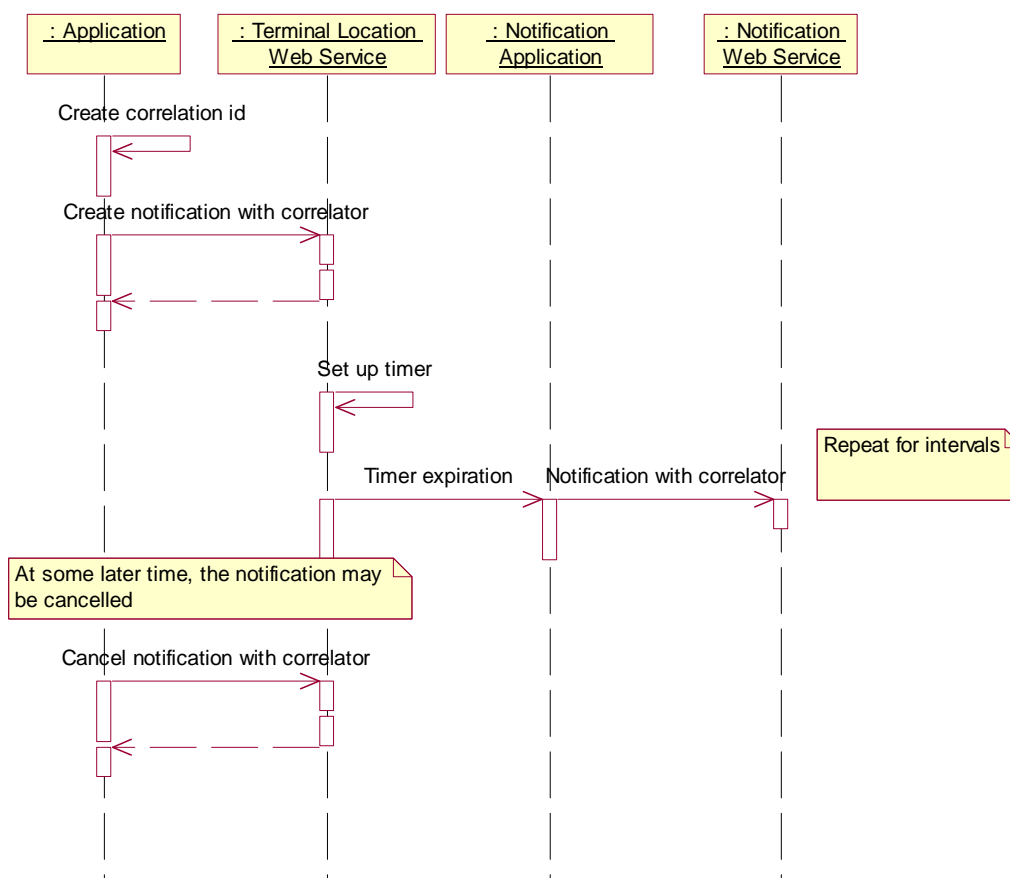 : Application
: Terminal Location
Web Service
: Notification
Application
: Notification
Web Service
Create correlation id
Create notification with correlator
Set up timer
Repeat for intervals
Timer expiration
Notification with correlator
At some later time, the notification may
be cancelled
Cancel notification with correlator